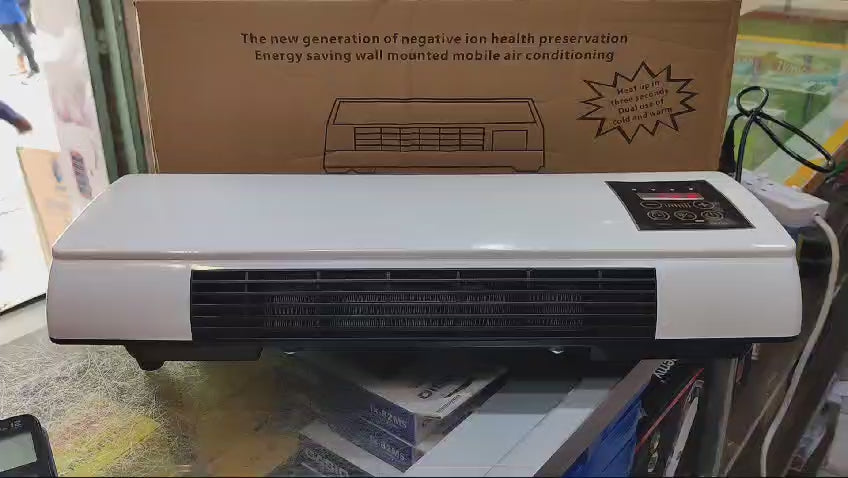 The new generation of negative ion health preservation
Energy saving wall mounted mobile air conditioning
Heat up in
three seconds
Dual use of
cold and warm